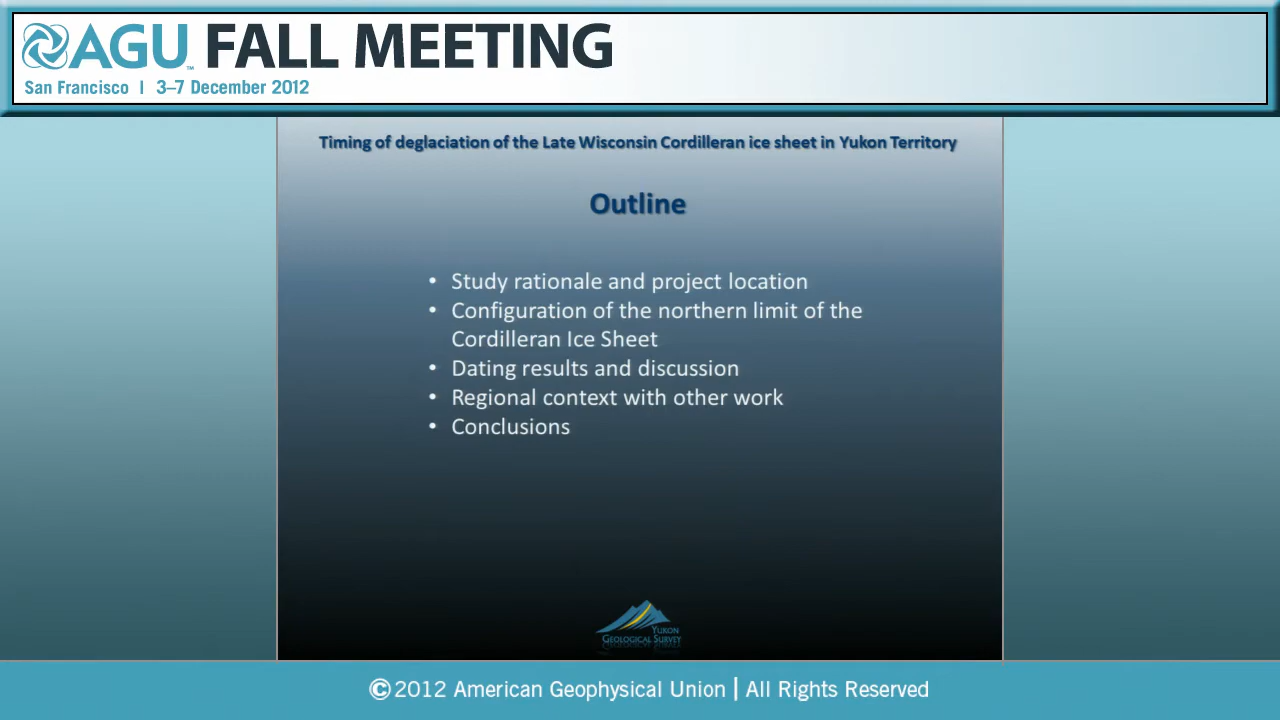 AGU™ FALL MEETING
San Francisco | 3–7 December 2012
Timing of deglaciation of the Late Wisconsin Cordilleran ice sheet in Yukon Territory
Outline
• Study rationale and project location
• Configuration of the northern limit of the
Cordilleran Ice Sheet
• Dating results and discussion
• Regional context with other work
• Conclusions
YUKON
GEOLOGICAL SURVEY
©2012 American Geophysical Union | All Rights Reserved